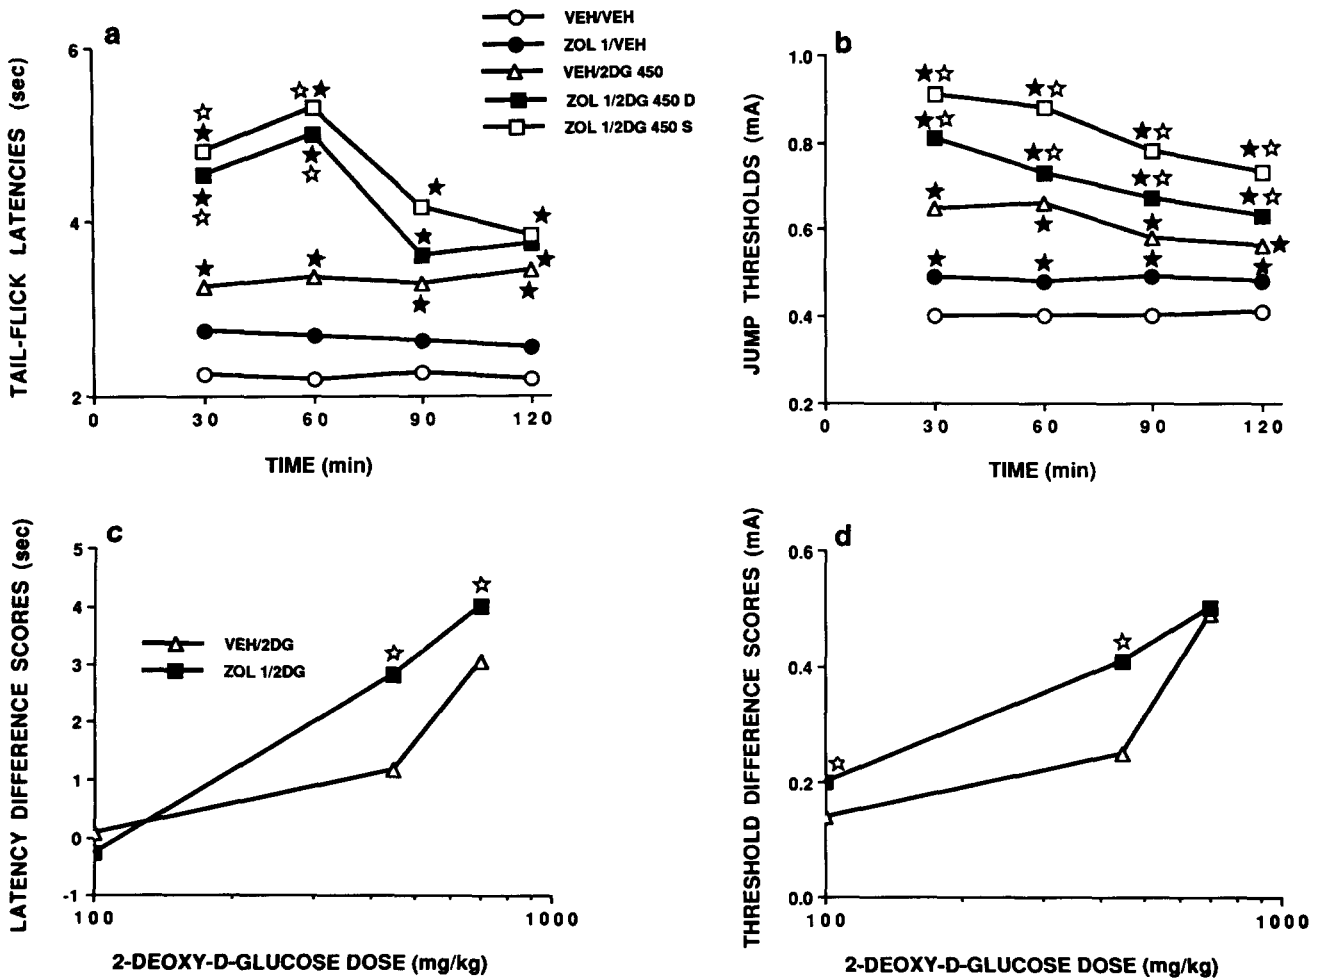 a
TAIL-FLICK LATENCIES (sec)
6
4
2
0
30
60
90
120
TIME (min)
VEH/VEH
ZOL 1/VEH
VEH/2DG 450
ZOL 1/2DG 450 D
ZOL 1/2DG 450 S
b
JUMP THRESHOLDS (mA)
1.0
0.8
0.6
0.4
0.2
0
30
60
90
120
TIME (min)
c
LATENCY DIFFERENCE SCORES (sec)
5
4
3
2
1
0
-1
VEH/2DG
ZOL 1/2DG
100
1000
2-DEOXY-D-GLUCOSE DOSE (mg/kg)
d
THRESHOLD DIFFERENCE SCORES (mA)
0.6
0.4
0.2
0.0
100
1000
2-DEOXY-D-GLUCOSE DOSE (mg/kg)